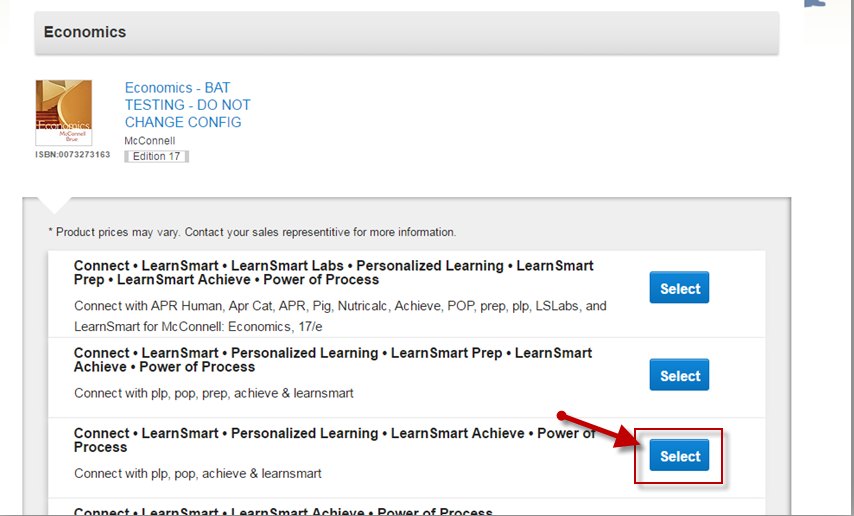 Economics
Economics
McConnell
Brue
ISBN:0073273163
Economics - BAT
TESTING - DO NOT
CHANGE CONFIG
McConnell
Edition 17
* Product prices may vary. Contact your sales representitive for more information.
Connect • LearnSmart • LearnSmart Labs • Personalized Learning • LearnSmart
Prep • LearnSmart Achieve • Power of Process
Connect with APR Human, Apr Cat, APR, Pig, Nutricalc, Achieve, POP, prep, plp, LSLabs, and
LearnSmart for McConnell: Economics, 17/e
Select
Connect • LearnSmart • Personalized Learning • LearnSmart Prep • LearnSmart
Achieve • Power of Process
Connect with plp, pop, prep, achieve & learnsmart
Select
Connect • LearnSmart • Personalized Learning • LearnSmart Achieve • Power of
Process
Connect with plp, pop, achieve & learnsmart
Select
Connect • LearnSmart • LearnSmart Achieve • Power of Process